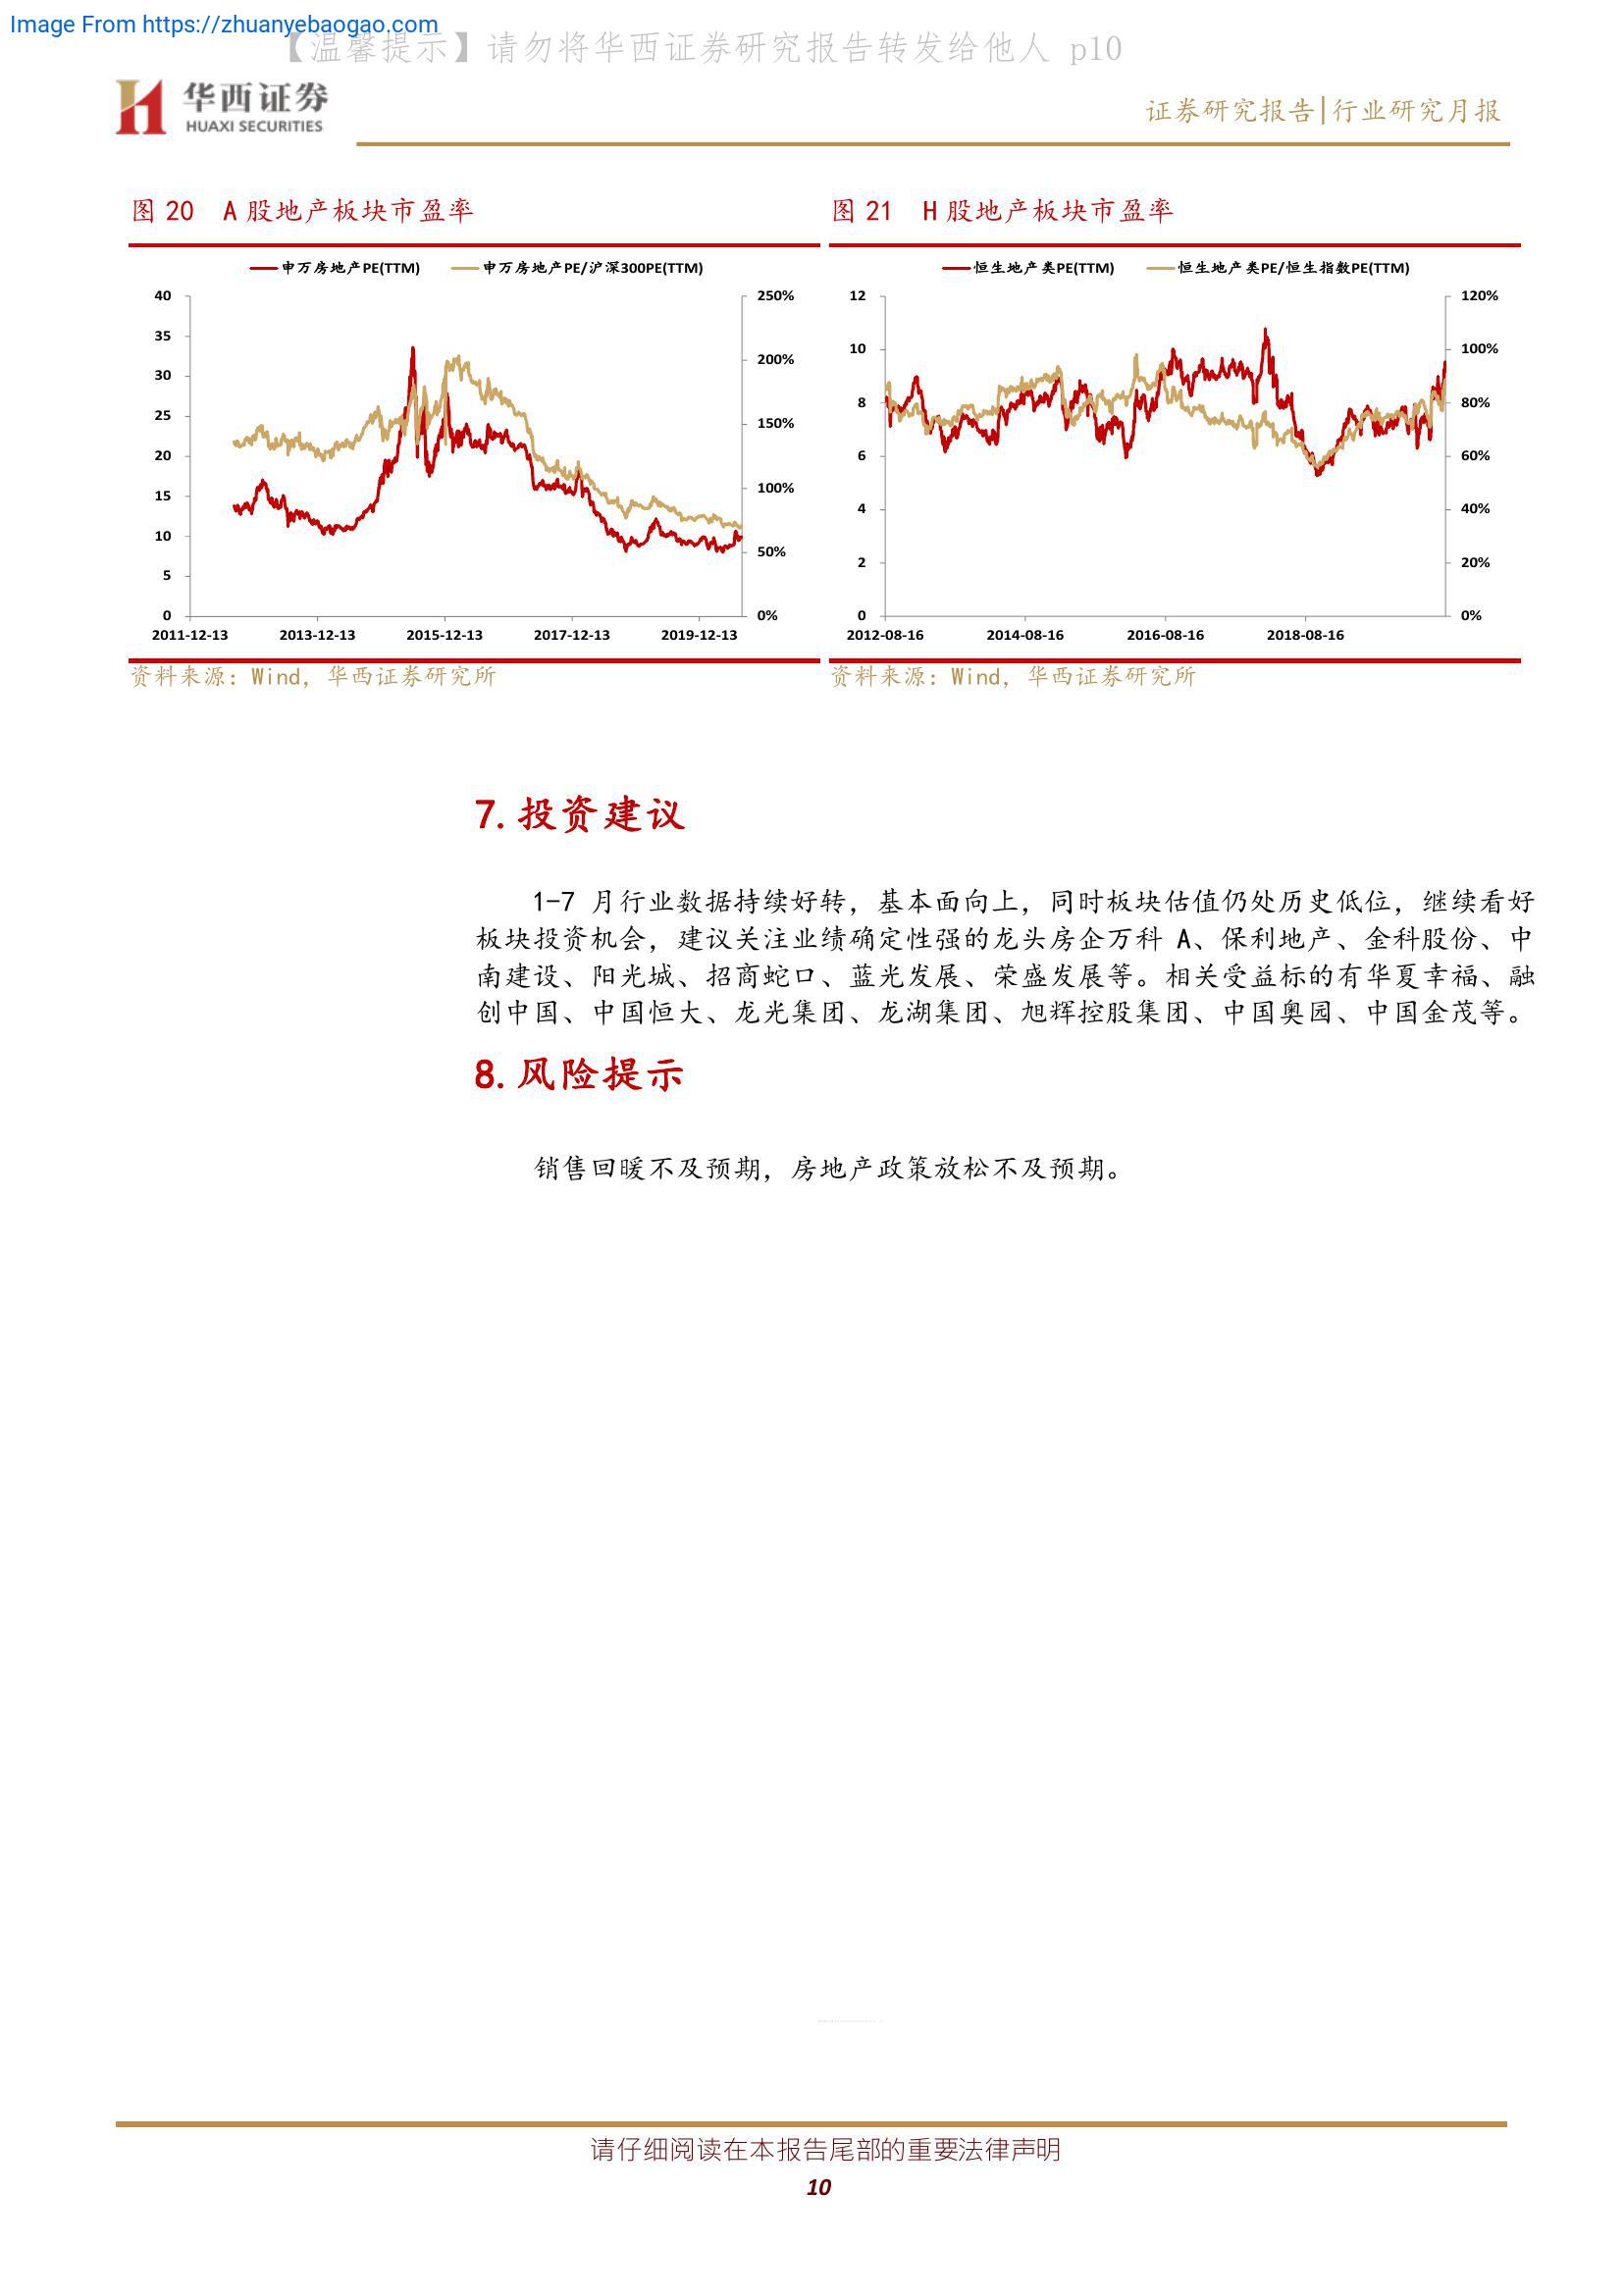 Image From https://zhuanyebaogao.com
【温馨提示】请勿将华西证券研究报告转发给他人 p10
华西证券
HUAXI SECURITIES
证券研究报告|行业研究月报
图 20 A 股地产板块市盈率
申万房地产PE(TTM) 申万房地产PE/沪深300PE(TTM)
40 250%
35
30 200%
25
20 150%
15 100%
10
5 50%
0 0%
2011-12-13 2013-12-13 2015-12-13 2017-12-13 2019-12-13
资料来源：Wind，华西证券研究所
图 21 H 股地产板块市盈率
恒生地产类PE(TTM) 恒生地产类PE/恒生指数PE(TTM)
12 120%
10 100%
8 80%
6 60%
4 40%
2 20%
0 0%
2012-08-16 2014-08-16 2016-08-16 2018-08-16
资料来源：Wind，华西证券研究所
7.投资建议
1-7 月行业数据持续好转，基本面向上，同时板块估值仍处历史低位，继续看好
板块投资机会，建议关注业绩确定性强的龙头房企万科 A、保利地产、金科股份、中
南建设、阳光城、招商蛇口、蓝光发展、荣盛发展等。相关受益标的有华夏幸福、融
创中国、中国恒大、龙光集团、龙湖集团、旭辉控股集团、中国奥园、中国金茂等。
8.风险提示
销售回暖不及预期，房地产政策放松不及预期。
请仔细阅读在本报告尾部的重要法律声明
10